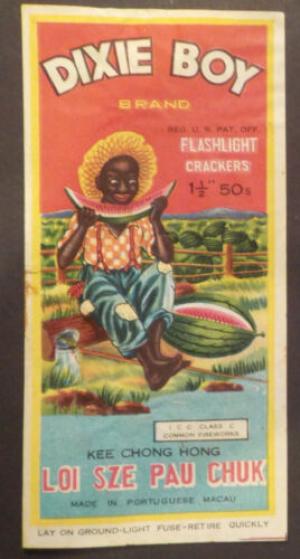 DIXIE BOY
BRAND
REG. U. S. PAT. OFF.
FLASHLIGHT
CRACKERS
1½" 50s
I C C CLASS C
COMMON FIREWORKS
KEE CHONG HONG
LOI SZE PAU CHUK
MADE IN PORTUGUESE MACAU
LAY ON GROUND-LIGHT FUSE-RETIRE QUICKLY